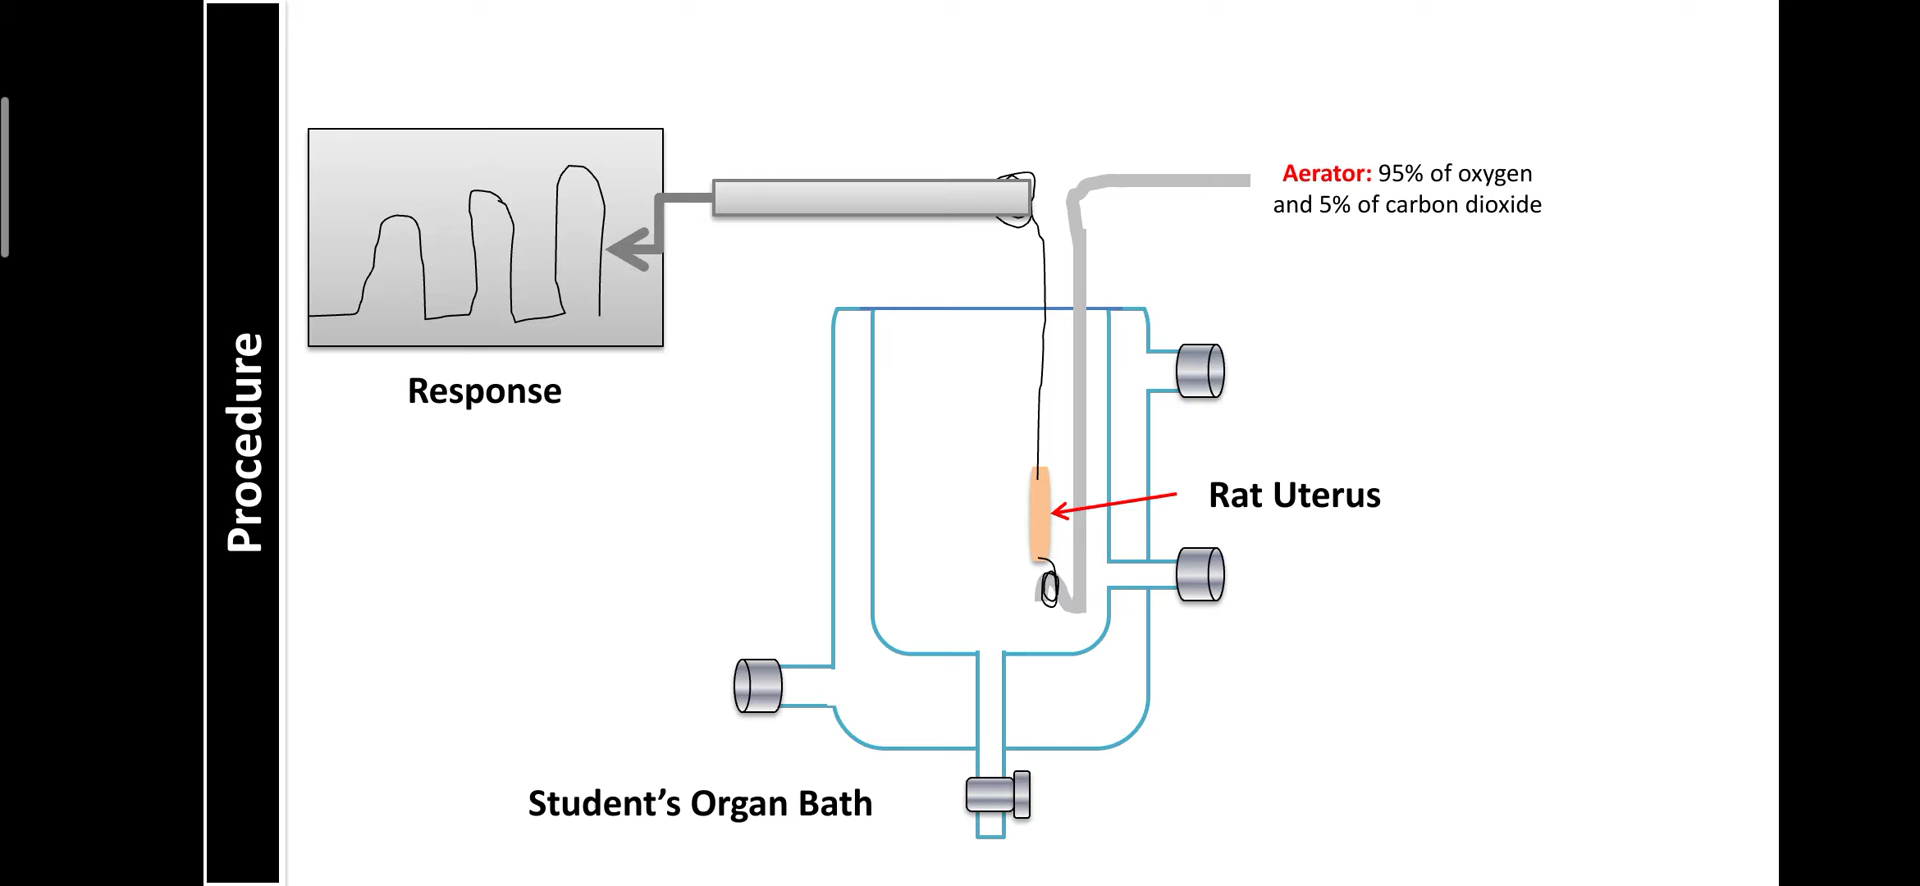 Procedure
Aerator: 95% of oxygen
and 5% of carbon dioxide
Response
Rat Uterus
Student’s Organ Bath